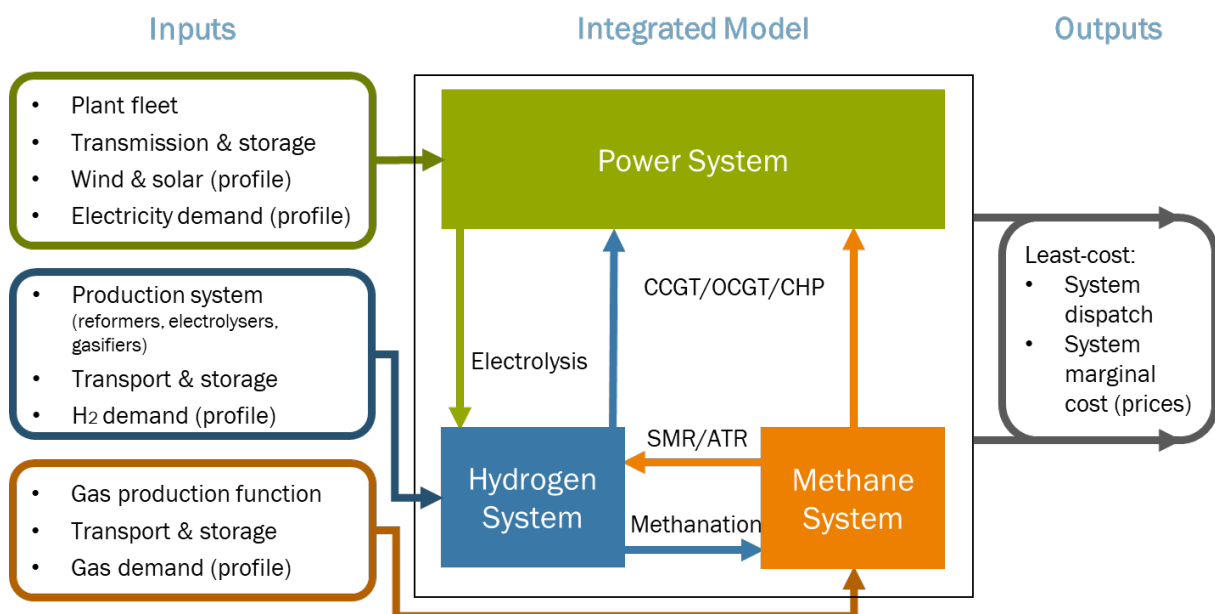 Inputs
Integrated Model
Outputs
• Plant fleet
• Transmission & storage
• Wind & solar (profile)
• Electricity demand (profile)
• Production system
(reformers, electrolysers,
gasifiers)
• Transport & storage
• H2 demand (profile)
• Gas production function
• Transport & storage
• Gas demand (profile)
Power System
CCGT/OCGT/CHP
Electrolysis
SMR/ATR
Hydrogen
System
Methanation
Methane
System
Least-cost:
• System
dispatch
• System
marginal
cost (prices)